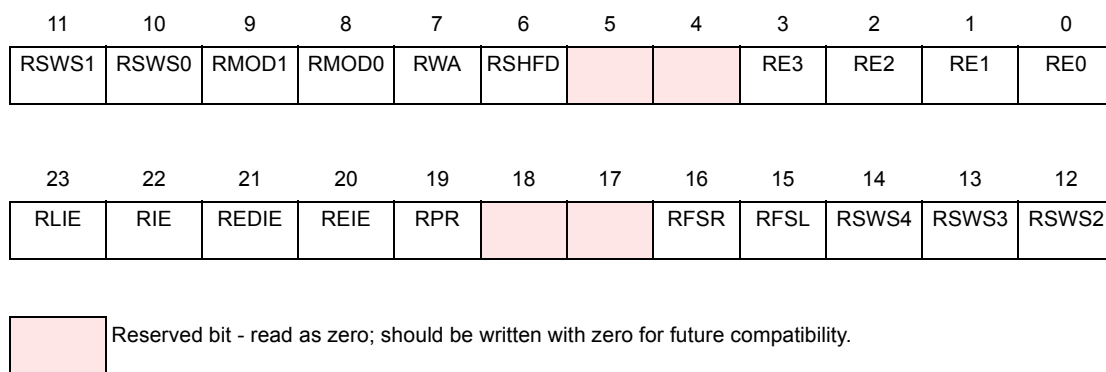 11 10 9 8 7 6 5 4 3 2 1 0
RSWS1 RSWS0 RMOD1 RMOD0 RWA RSHFD RE3 RE2 RE1 RE0
23 22 21 20 19 18 17 16 15 14 13 12
RLIE RIE REDIE REIE RPR RFSR RFSL RSWS4 RSWS3 RSWS2
Reserved bit - read as zero; should be written with zero for future compatibility.